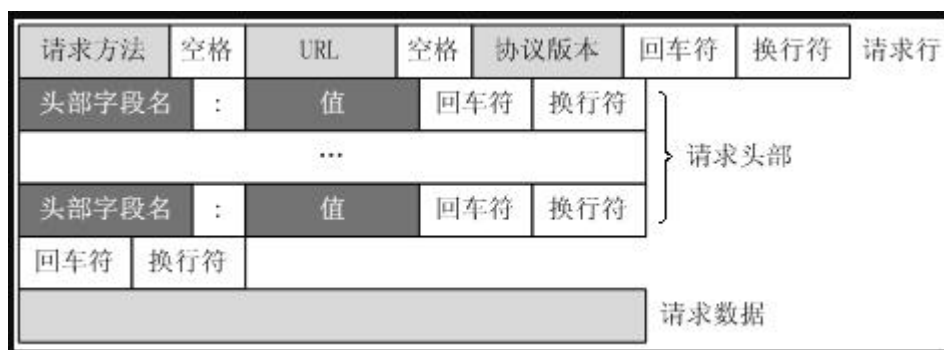 请求方法 空格 URL 空格 协议版本 回车符 换行符 请求行
头部字段名 : 值 回车符 换行符
... 请求头部
头部字段名 : 值 回车符 换行符
回车符 换行符
请求数据